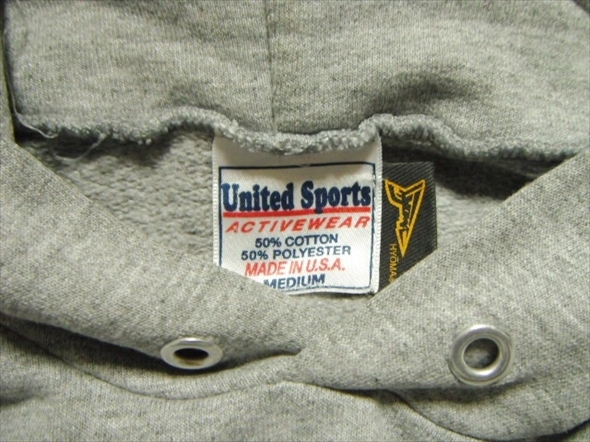 United Sports
ACTIVEWEAR
50% COTTON
50% POLYESTER
MADE IN U.S.A.
MEDIUM